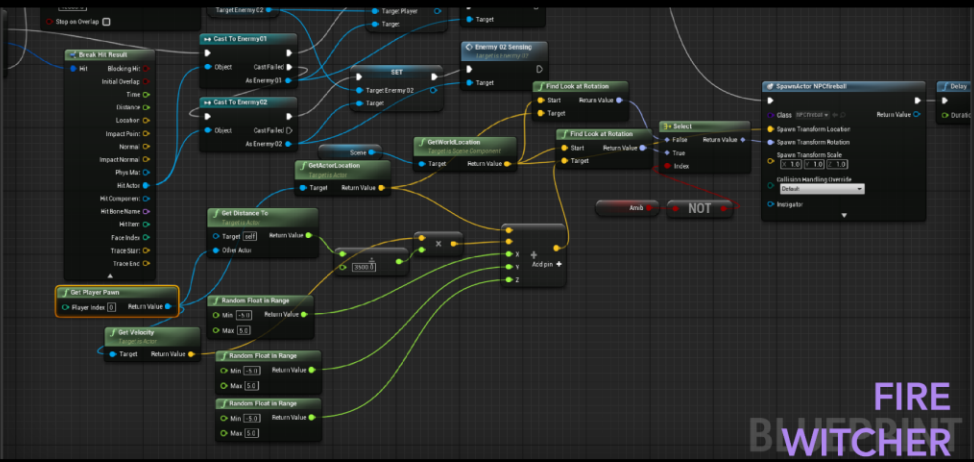 Stop on Overlap
Target Enemy 02
Target Player
Target
Target
Cast To Enemy01
Object
Cast Failed
As Enemy 01
Break Hit Result
Hit
Blocking Hit
Initial Overlap
Time
Distance
Location
Impact Point
Normal
Impact Normal
Phys Mat
Hit Actor
Hit Component
Hit Bone Name
Hit Item
Face Index
Trace Start
Trace End
SET
Target Enemy 02
Target
Enemy 02 Sensing
Target
Cast To Enemy02
Object
Cast Failed
As Enemy 02
Find Look at Rotation
Start
Return Value
Target
Find Look at Rotation
Start
Return Value
Target
Select
False
Return Value
True
Index
SpawnActor NPCfireball
Class
Return Value
Spawn Transform Location
Spawn Transform Rotation
Spawn Transform Scale
X 1.0 Y 1.0 Z 1.0
Collision Handling Override
Default
Instigator
Delay
Scene
GetWorldLocation
Target is Scene Component
Target
Return Value
GetActorLocation
Target is Actor
Target
Return Value
NOT
Get Distance To
Target is Actor
Target self
Return Value
Other Actor
÷
3500.0
×
X
Y
Z
Add pin +
Get Player Pawn
Player Index 0
Return Value
Get Velocity
Target is Actor
Target
Return Value
Random Float in Range
Min -5.0
Return Value
Max 5.0
Random Float in Range
Min -5.0
Return Value
Max 5.0
Random Float in Range
Min -5.0
Return Value
Max 5.0
FIRE
WITCHER
BLUEPRINT